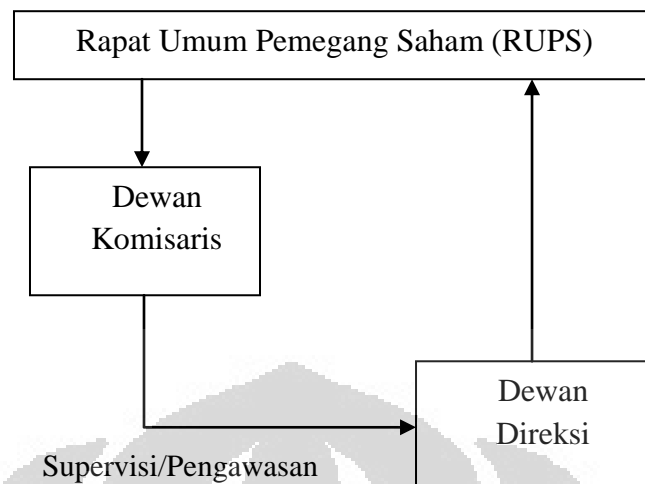 Rapat Umum Pemegang Saham (RUPS)
Dewan
Komisaris
Dewan
Direksi
Supervisi/Pengawasan